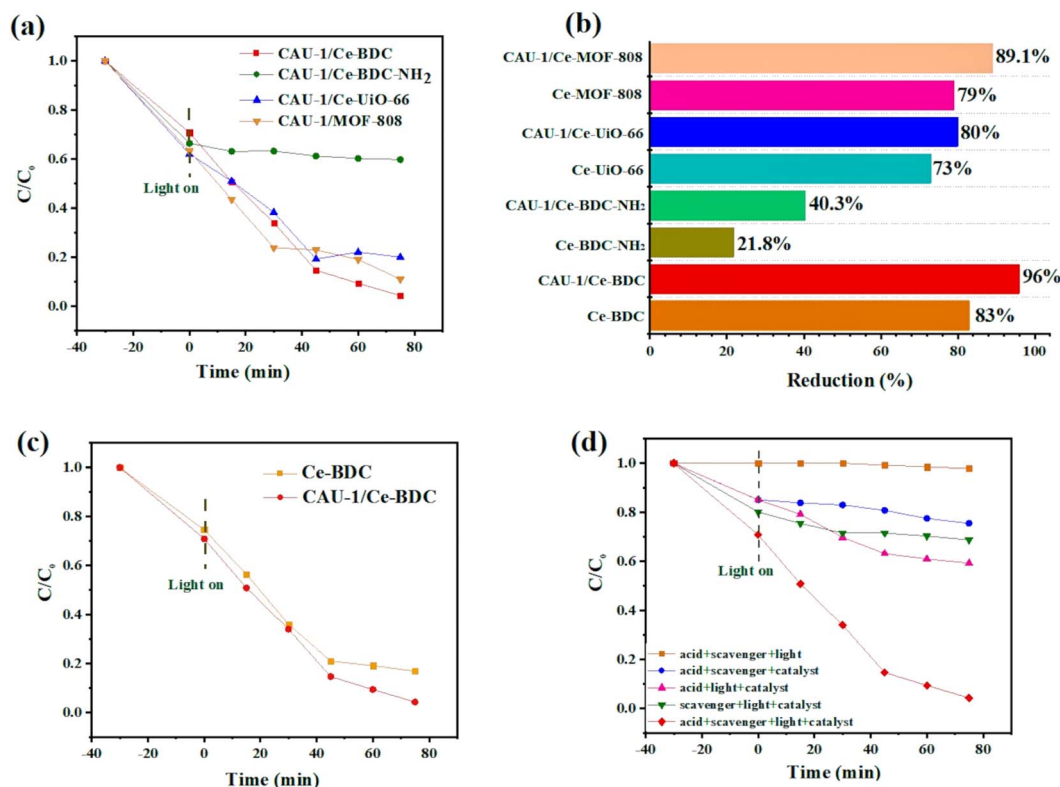 (a)
CAU-1/Ce-BDC
CAU-1/Ce-BDC-NH₂
CAU-1/Ce-UiO-66
CAU-1/MOF-808
Light on
C/C₀
1.0
0.8
0.6
0.4
0.2
0.0
-40 -20 0 20 40 60 80
Time (min)
(b)
CAU-1/Ce-MOF-808 89.1%
Ce-MOF-808 79%
CAU-1/Ce-UiO-66 80%
Ce-UiO-66 73%
CAU-1/Ce-BDC-NH₂ 40.3%
Ce-BDC-NH₂ 21.8%
CAU-1/Ce-BDC 96%
Ce-BDC 83%
0 20 40 60 80 100
Reduction (%)
(c)
Ce-BDC
CAU-1/Ce-BDC
Light on
C/C₀
1.0
0.8
0.6
0.4
0.2
0.0
-40 -20 0 20 40 60 80
Time (min)
(d)
Light on
acid+scavenger+light
acid+scavenger+catalyst
acid+light+catalyst
scavenger+light+catalyst
acid+scavenger+light+catalyst
C/C₀
1.0
0.8
0.6
0.4
0.2
0.0
-40 -20 0 20 40 60 80
Time (min)